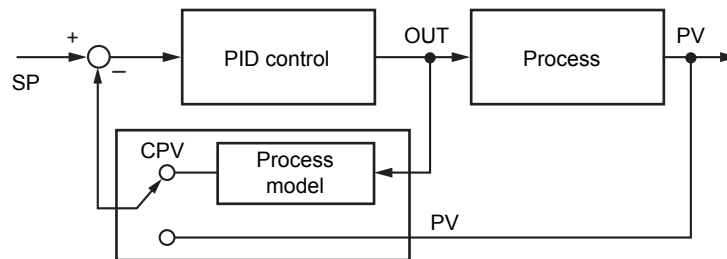 +
SP
−
PID control
OUT
Process
PV
CPV
Process
model
PV